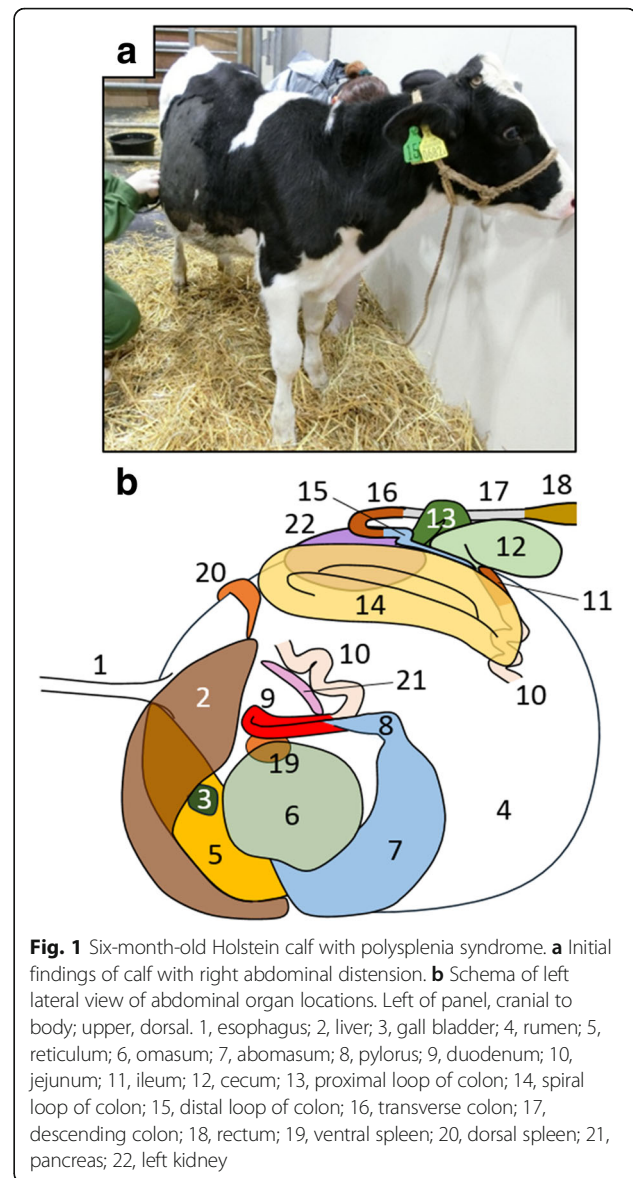 a
15
b
15
16
17
18
13
22
12
20
14
11
1
10
2
21
10
9
8
19
3
6
4
5
7
Fig. 1 Six-month-old Holstein calf with polysplenia syndrome. a Initial
findings of calf with right abdominal distension. b Schema of left
lateral view of abdominal organ locations. Left of panel, cranial to
body; upper, dorsal. 1, esophagus; 2, liver; 3, gall bladder; 4, rumen; 5,
reticulum; 6, omasum; 7, abomasum; 8, pylorus; 9, duodenum; 10,
jejunum; 11, ileum; 12, cecum; 13, proximal loop of colon; 14, spiral
loop of colon; 15, distal loop of colon; 16, transverse colon; 17,
descending colon; 18, rectum; 19, ventral spleen; 20, dorsal spleen; 21,
pancreas; 22, left kidney